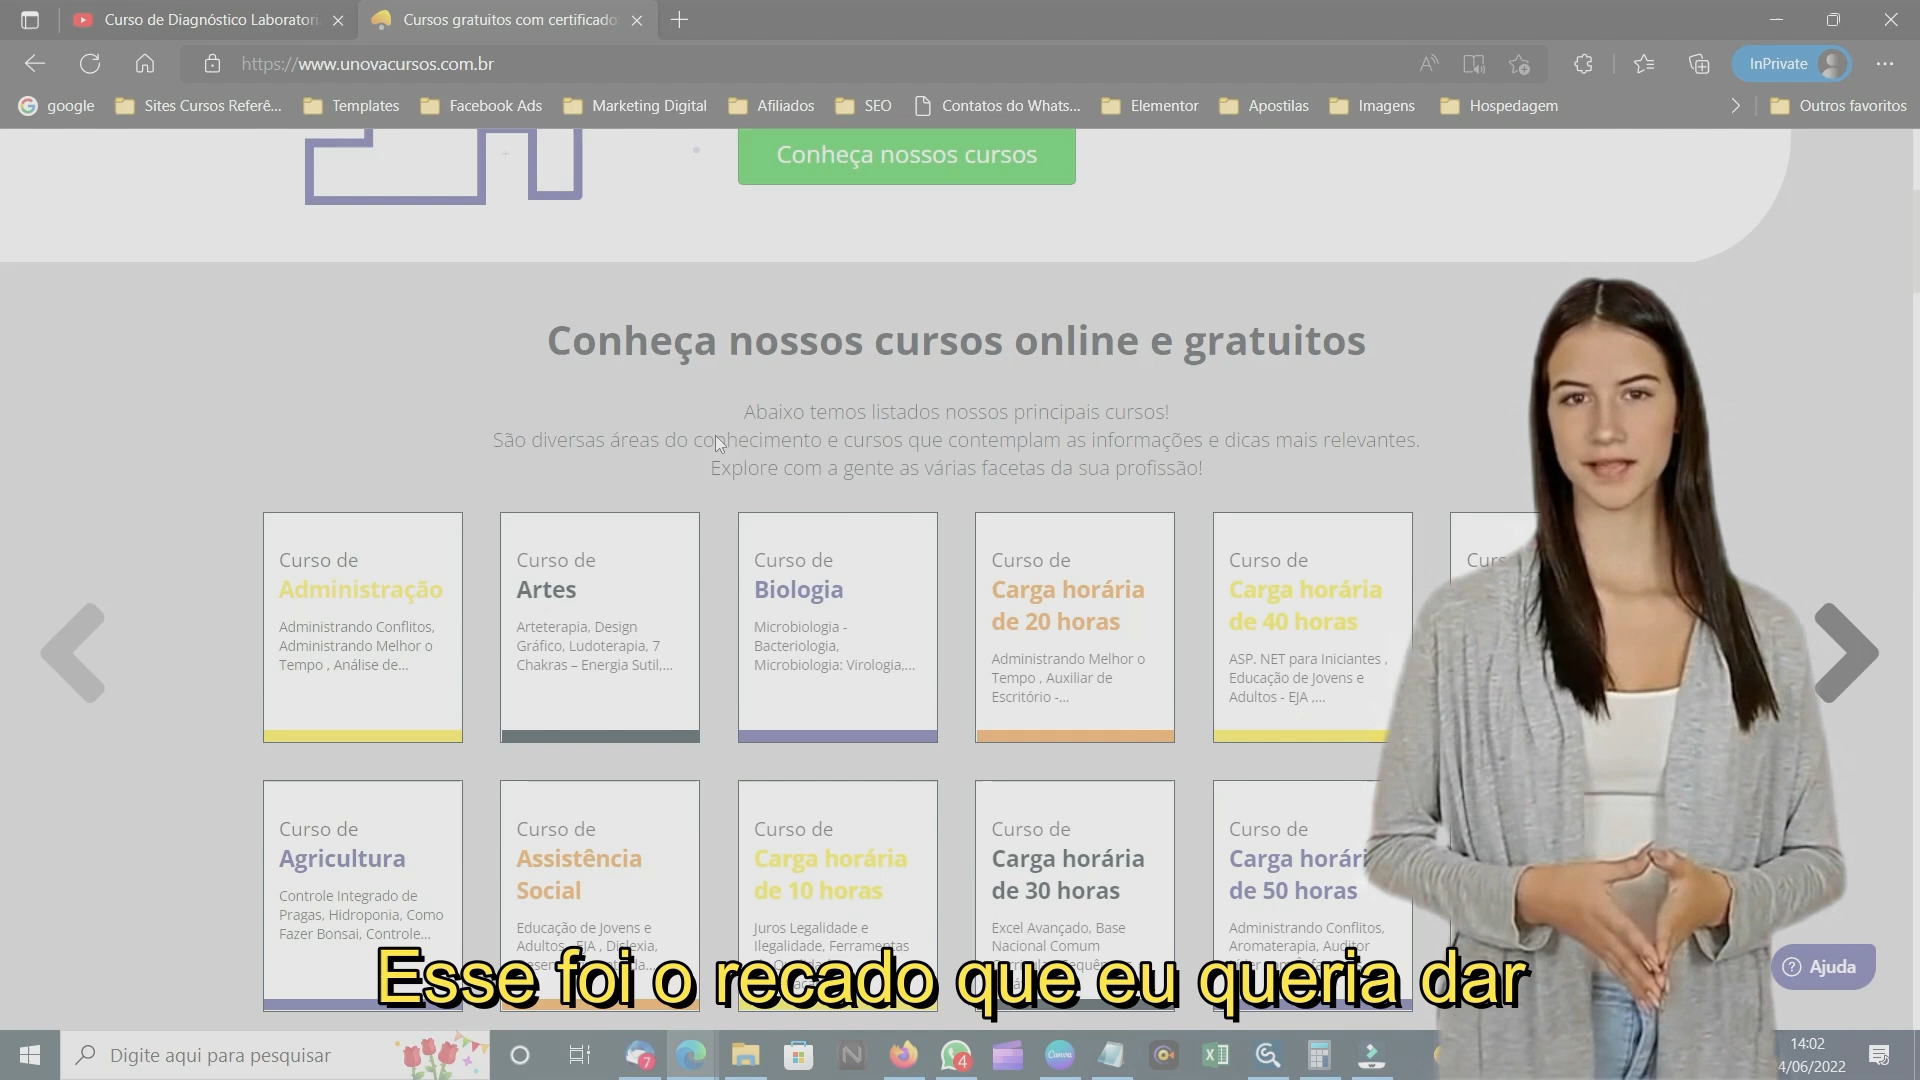 Curso de Diagnóstico Laboratori
Cursos gratuitos com certificado
https://www.unovacursos.com.br
InPrivate
google
Sites Cursos Referê...
Templates
Facebook Ads
Marketing Digital
Afiliados
SEO
Contatos do Whats...
Elementor
Apostilas
Imagens
Hospedagem
Outros favoritos
Conheça nossos cursos
Conheça nossos cursos online e gratuitos
Abaixo temos listados nossos principais cursos!
São diversas áreas do conhecimento e cursos que contemplam as informações e dicas mais relevantes.
Explore com a gente as várias facetas da sua profissão!
Curso de
Administração
Administrando Conflitos,
Administrando Melhor o
Tempo , Análise de...
Curso de
Artes
Arteterapia, Design
Gráfico, Ludoterapia, 7
Chakras – Energia Sutil,...
Curso de
Biologia
Microbiologia -
Bacteriologia,
Microbiologia: Virologia,...
Curso de
Carga horária
de 20 horas
Administrando Melhor o
Tempo , Auxiliar de
Escritório -...
Curso de
Carga horária
de 40 horas
ASP. NET para Iniciantes ,
Educação de Jovens e
Adultos - EJA ,...
Curs
Curso de
Agricultura
Controle Integrado de
Pragas, Hidroponia, Como
Fazer Bonsai, Controle...
Curso de
Assistência
Social
Educação de Jovens e
Adultos - EJA , Dislexia,
Curso de
Carga horária
de 10 horas
Juros Legalidade e
Ilegalidade, Ferramentas
Curso de
Carga horária
de 30 horas
Excel Avançado, Base
Nacional Comum
Curso de
Carga horári
de 50 horas
Administrando Conflitos,
Aromaterapia, Auditor
Ajuda
Esse foi o recado que eu queria dar
Digite aqui para pesquisar
7
4
Canva
14:02
4/06/2022